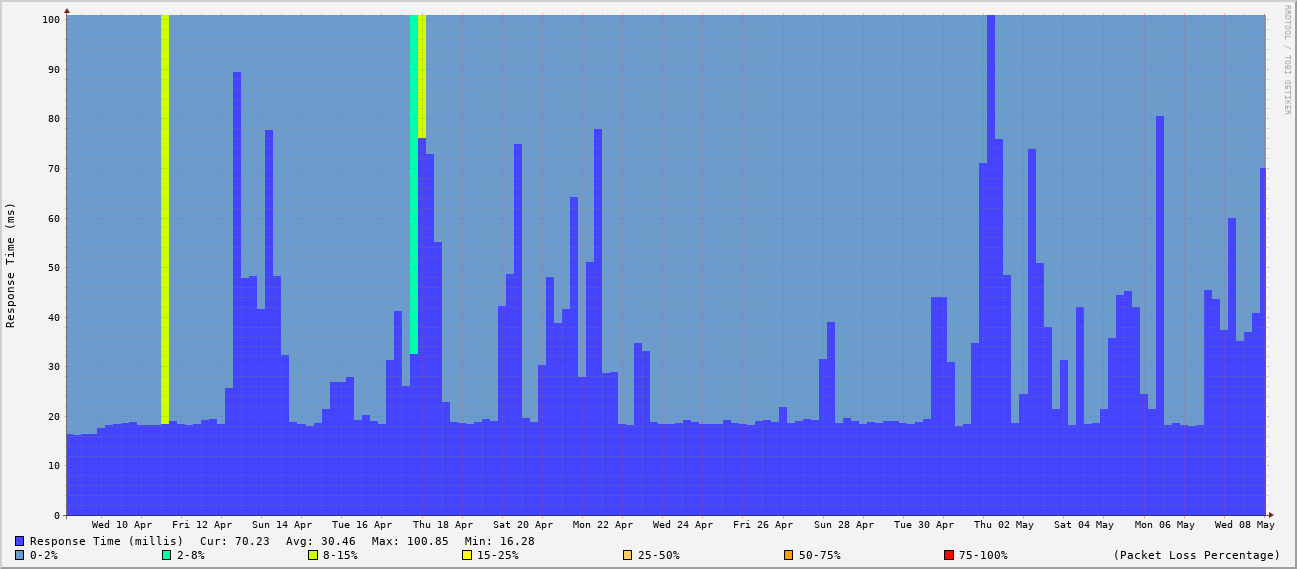 RRDTOOL / TOBI OETIKER
Response Time (ms)
100
90
80
70
60
50
40
30
20
10
0
Wed 10 Apr Fri 12 Apr Sun 14 Apr Tue 16 Apr Thu 18 Apr Sat 20 Apr Mon 22 Apr Wed 24 Apr Fri 26 Apr Sun 28 Apr Tue 30 Apr Thu 02 May Sat 04 May Mon 06 May Wed 08 May
Response Time (millis) Cur: 70.23 Avg: 30.46 Max: 100.85 Min: 16.28
0-2% 2-8% 8-15% 15-25% 25-50% 50-75% 75-100% (Packet Loss Percentage)